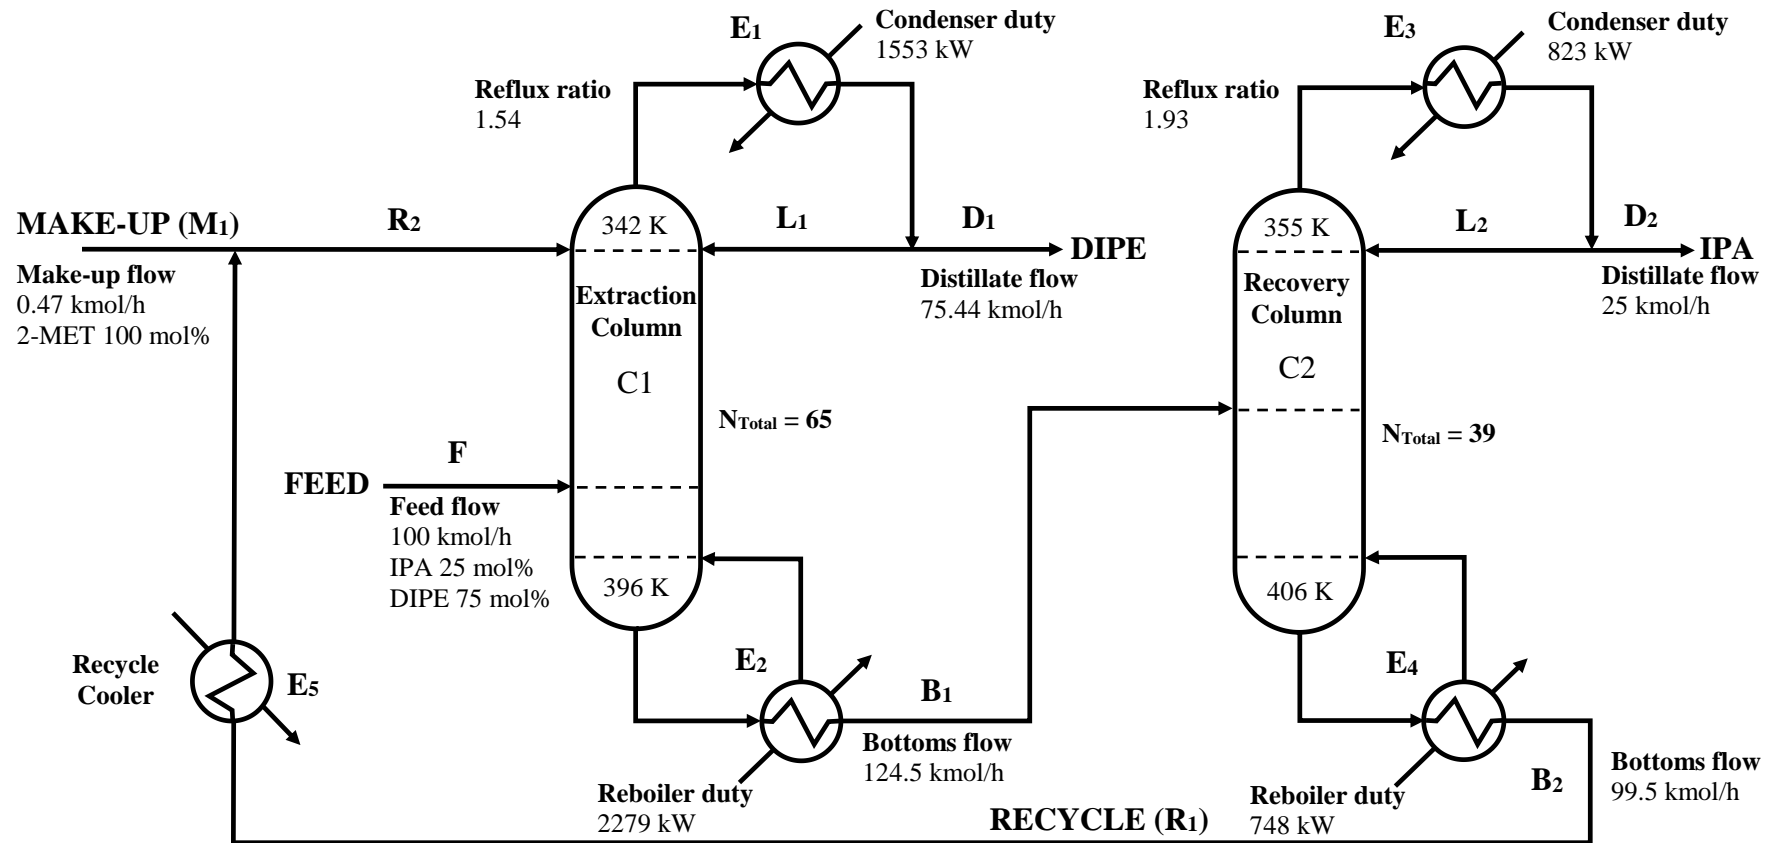 E1
Condenser duty
1553 kW
Reflux ratio
1.54
E3
Condenser duty
823 kW
Reflux ratio
1.93
MAKE-UP (M1)
R2
Make-up flow
0.47 kmol/h
2-MET 100 mol%
342 K
L1
D1
DIPE
Distillate flow
75.44 kmol/h
Extraction
Column
C1
NTotal = 65
355 K
L2
D2
IPA
Distillate flow
25 kmol/h
Recovery
Column
C2
NTotal = 39
F
FEED
Feed flow
100 kmol/h
IPA 25 mol%
DIPE 75 mol%
396 K
406 K
Recycle
Cooler
E5
E2
B1
Bottoms flow
124.5 kmol/h
Reboiler duty
2279 kW
E4
B2
Bottoms flow
99.5 kmol/h
Reboiler duty
748 kW
RECYCLE (R1)